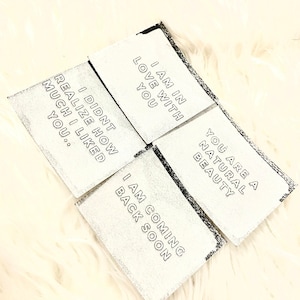 I AM IN
LOVE WITH
YOU
I DIDNT
REALIZE HOW
MUCH I LIKED
YOU..
YOU ARE A
NATURAL
BEAUTY
I AM COMING
BACK SOON